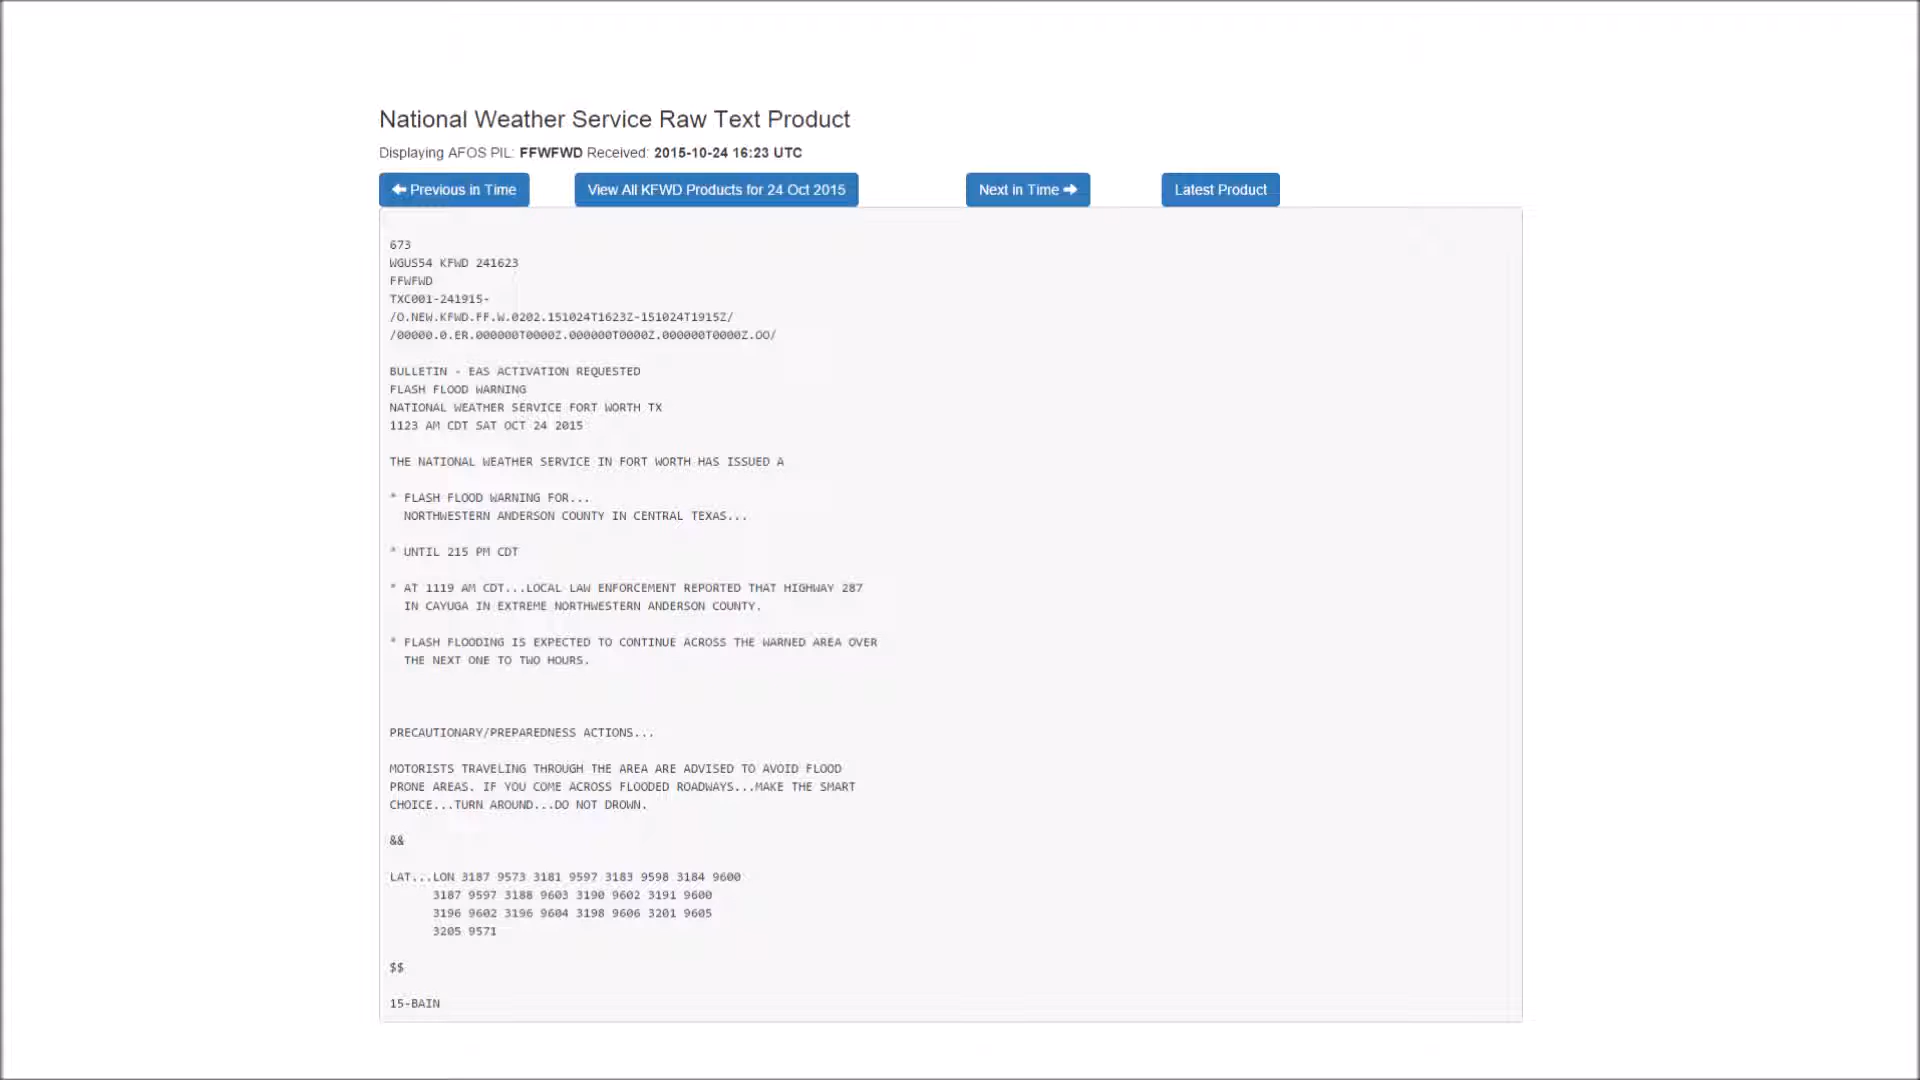 National Weather Service Raw Text Product
Displaying AFOS PIL: FFWFWD Received: 2015-10-24 16:23 UTC
Previous in Time View All KFWD Products for 24 Oct 2015 Next in Time Latest Product
673
WGUS54 KFWD 241623
FFWFWD
TXC001-241915-
/O.NEW.KFWD.FF.W.0202.151024T1623Z-151024T1915Z/
/00000.0.ER.000000T0000Z.000000T0000Z.000000T0000Z.OO/
BULLETIN - EAS ACTIVATION REQUESTED
FLASH FLOOD WARNING
NATIONAL WEATHER SERVICE FORT WORTH TX
1123 AM CDT SAT OCT 24 2015
THE NATIONAL WEATHER SERVICE IN FORT WORTH HAS ISSUED A
* FLASH FLOOD WARNING FOR...
NORTHWESTERN ANDERSON COUNTY IN CENTRAL TEXAS...
* UNTIL 215 PM CDT
* AT 1119 AM CDT...LOCAL LAW ENFORCEMENT REPORTED THAT HIGHWAY 287
IN CAYUGA IN EXTREME NORTHWESTERN ANDERSON COUNTY.
* FLASH FLOODING IS EXPECTED TO CONTINUE ACROSS THE WARNED AREA OVER
THE NEXT ONE TO TWO HOURS.
PRECAUTIONARY/PREPAREDNESS ACTIONS...
MOTORISTS TRAVELING THROUGH THE AREA ARE ADVISED TO AVOID FLOOD
PRONE AREAS. IF YOU COME ACROSS FLOODED ROADWAYS...MAKE THE SMART
CHOICE...TURN AROUND...DO NOT DROWN.
&&
LAT...LON 3187 9573 3181 9597 3183 9598 3184 9600
3187 9597 3188 9603 3190 9602 3191 9600
3196 9602 3196 9604 3198 9606 3201 9605
3205 9571
$$
15-BAIN